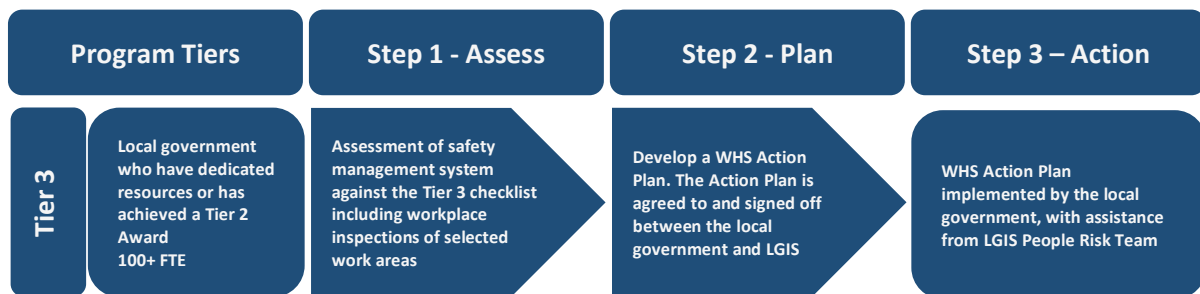 Program Tiers
Step 1 - Assess
Step 2 - Plan
Step 3 – Action
Tier 3
Local government
who have dedicated
resources or has
achieved a Tier 2
Award
100+ FTE
Assessment of safety
management system
against the Tier 3 checklist
including workplace
inspections of selected
work areas
Develop a WHS Action
Plan. The Action Plan is
agreed to and signed off
between the local
government and LGIS
WHS Action Plan
implemented by the local
government, with assistance
from LGIS People Risk Team